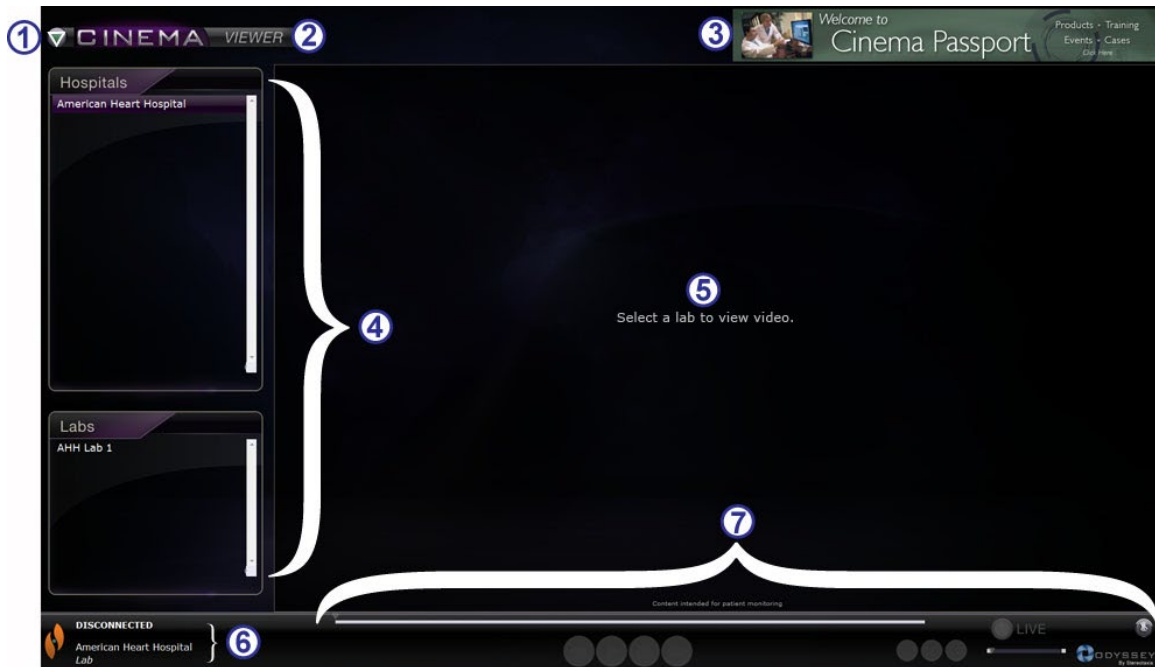 1
CINEMA VIEWER
2
3
Welcome to
Cinema Passport
Products - Training
Events - Cases
Click Here
Hospitals
American Heart Hospital
4
5
Select a lab to view video.
Labs
AHH Lab 1
7
Content intended for patient monitoring
DISCONNECTED
American Heart Hospital
Lab
6
LIVE
ODYSSEY
By Stereotaxis